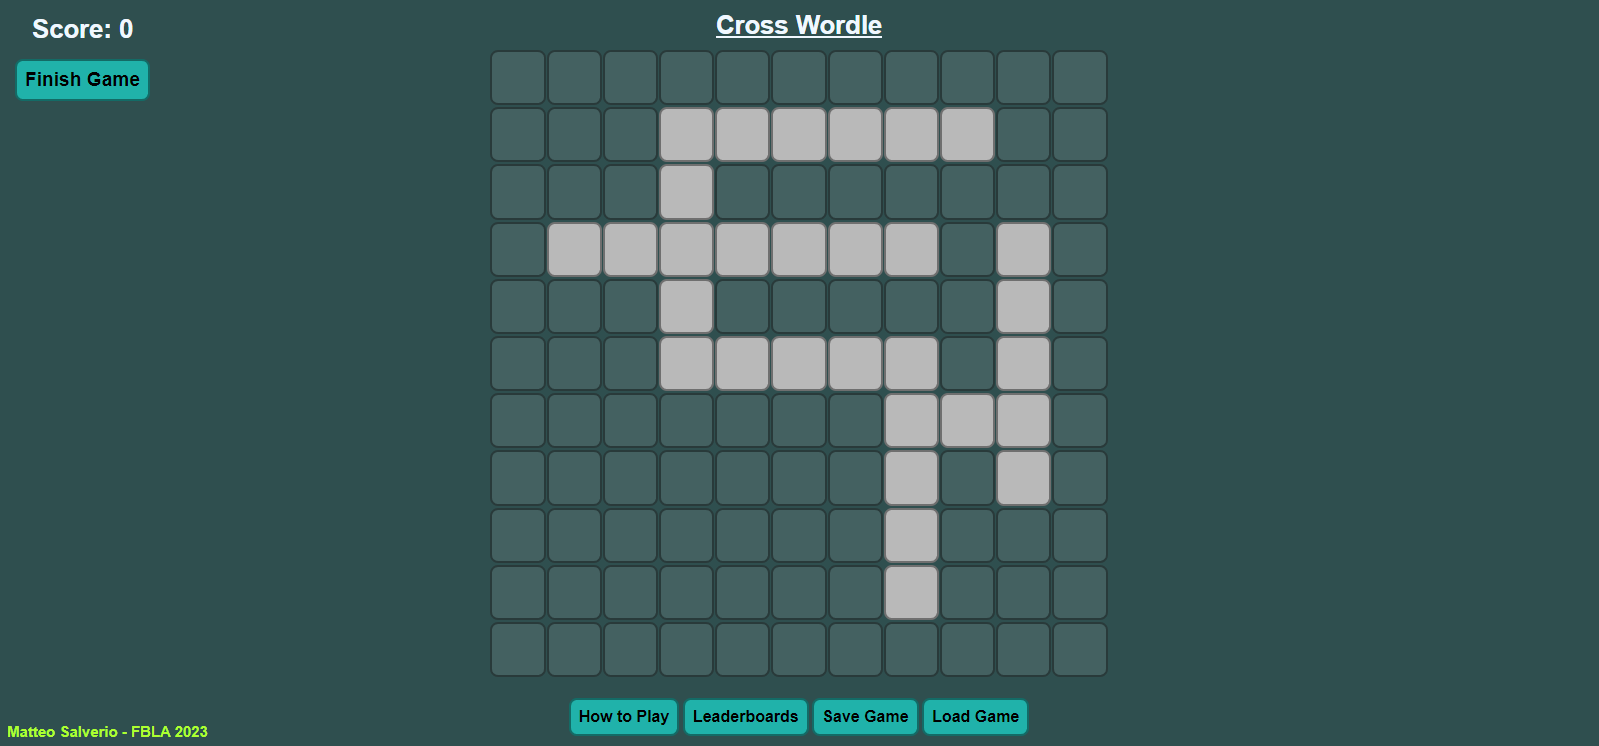 Score: 0
Cross Wordle
Finish Game
How to Play
Leaderboards
Save Game
Load Game
Matteo Salverio - FBLA 2023